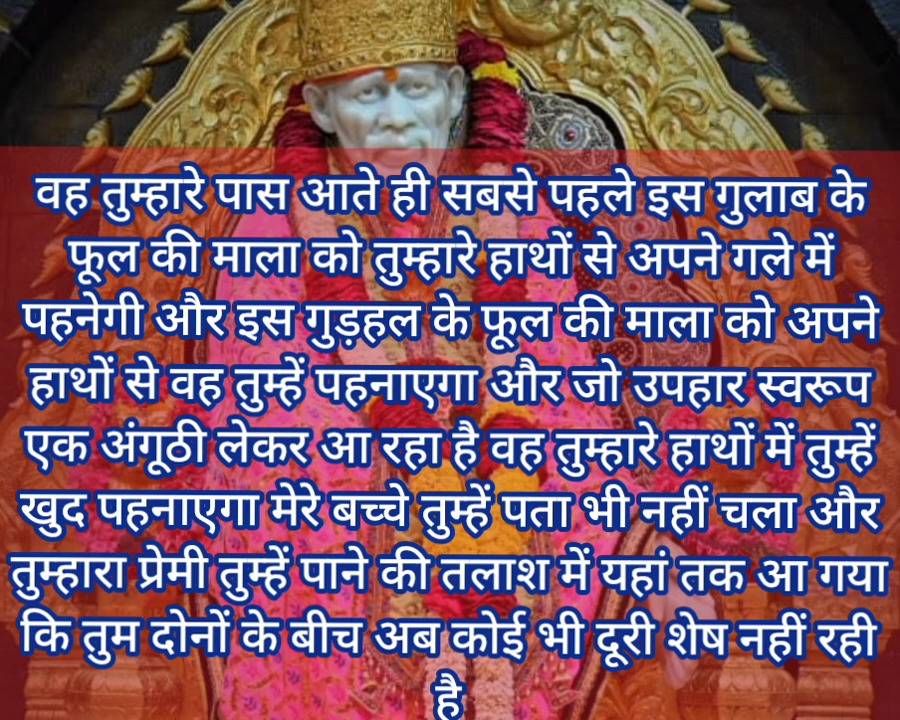 वह तुम्हारे पास आते ही सबसे पहले इस गुलाब के
फूल की माला को तुम्हारे हाथों से अपने गले में
पहनेगी और इस गुड़हल के फूल की माला को अपने
हाथों से वह तुम्हें पहनाएगा और जो उपहार स्वरूप
एक अंगूठी लेकर आ रहा है वह तुम्हारे हाथों में तुम्हें
खुद पहनाएगा मेरे बच्चे तुम्हें पता भी नहीं चला और
तुम्हारा प्रेमी तुम्हें पाने की तलाश में यहां तक आ गया
कि तुम दोनों के बीच अब कोई भी दूरी शेष नहीं रही
है